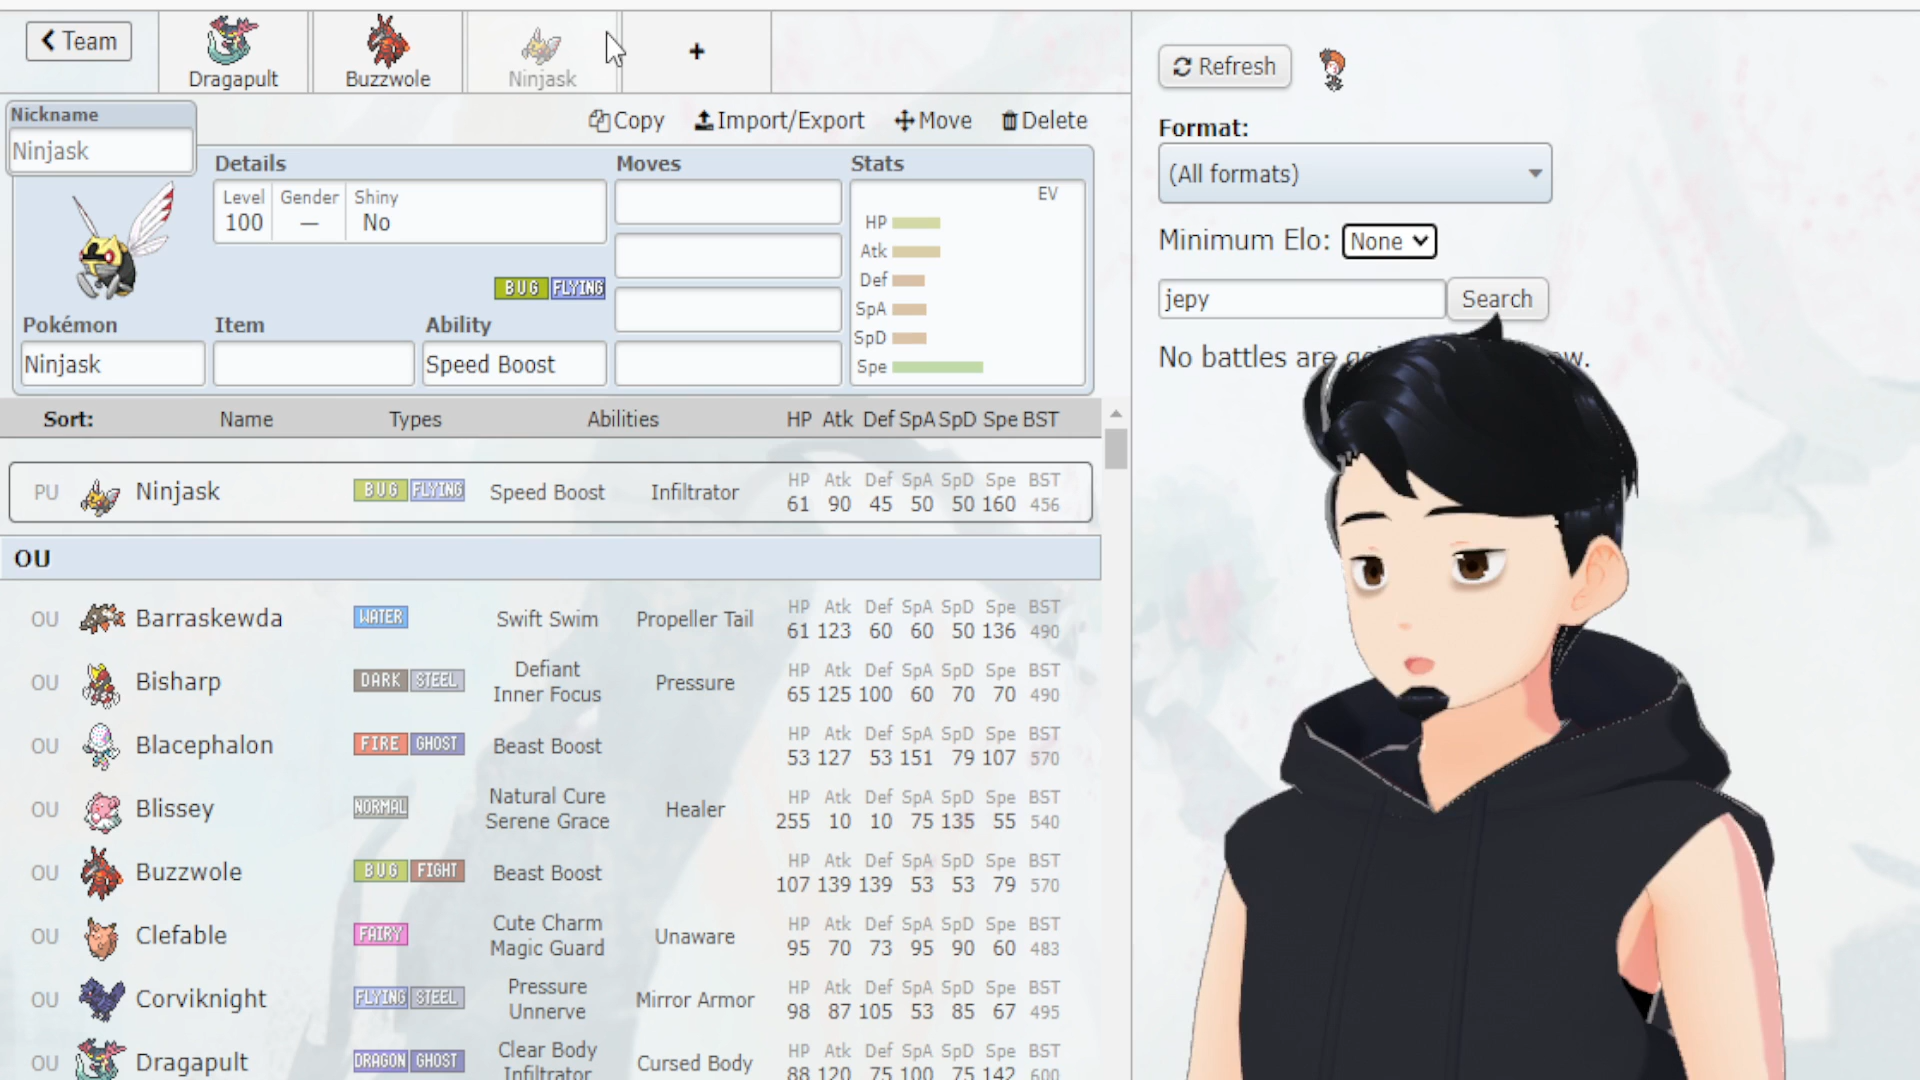 Team
Dragapult
Buzzwole
Ninjask
+
Refresh
Nickname
Ninjask
Copy
Import/Export
Move
Delete
Format:
(All formats)
Details
Moves
Stats
Level
Gender
Shiny
100
—
No
EV
HP
Atk
Def
SpA
SpD
Spe
BUG FLYING
Minimum Elo: None
jepy
Search
Pokémon
Item
Ability
Ninjask
Speed Boost
No battles are
Sort: Name Types Abilities HP Atk Def SpA SpD Spe BST
PU Ninjask BUG FLYING Speed Boost Infiltrator
HP Atk Def SpA SpD Spe BST
61 90 45 50 50 160 456
OU
OU Barraskewda WATER Swift Swim Propeller Tail
HP Atk Def SpA SpD Spe BST
61 123 60 60 50 136 490
OU Bisharp DARK STEEL Defiant Inner Focus Pressure
HP Atk Def SpA SpD Spe BST
65 125 100 60 70 70 490
OU Blacephalon FIRE GHOST Beast Boost
HP Atk Def SpA SpD Spe BST
53 127 53 151 79 107 570
OU Blissey NORMAL Natural Cure Serene Grace Healer
HP Atk Def SpA SpD Spe BST
255 10 10 75 135 55 540
OU Buzzwole BUG FIGHT Beast Boost
HP Atk Def SpA SpD Spe BST
107 139 139 53 53 79 570
OU Clefable FAIRY Cute Charm Magic Guard Unaware
HP Atk Def SpA SpD Spe BST
95 70 73 95 90 60 483
OU Corviknight FLYING STEEL Pressure Unnerve Mirror Armor
HP Atk Def SpA SpD Spe BST
98 87 105 53 85 67 495
OU Dragapult DRAGON GHOST Clear Body Infiltrator Cursed Body
HP Atk Def SpA SpD Spe BST
88 120 75 100 75 142 600